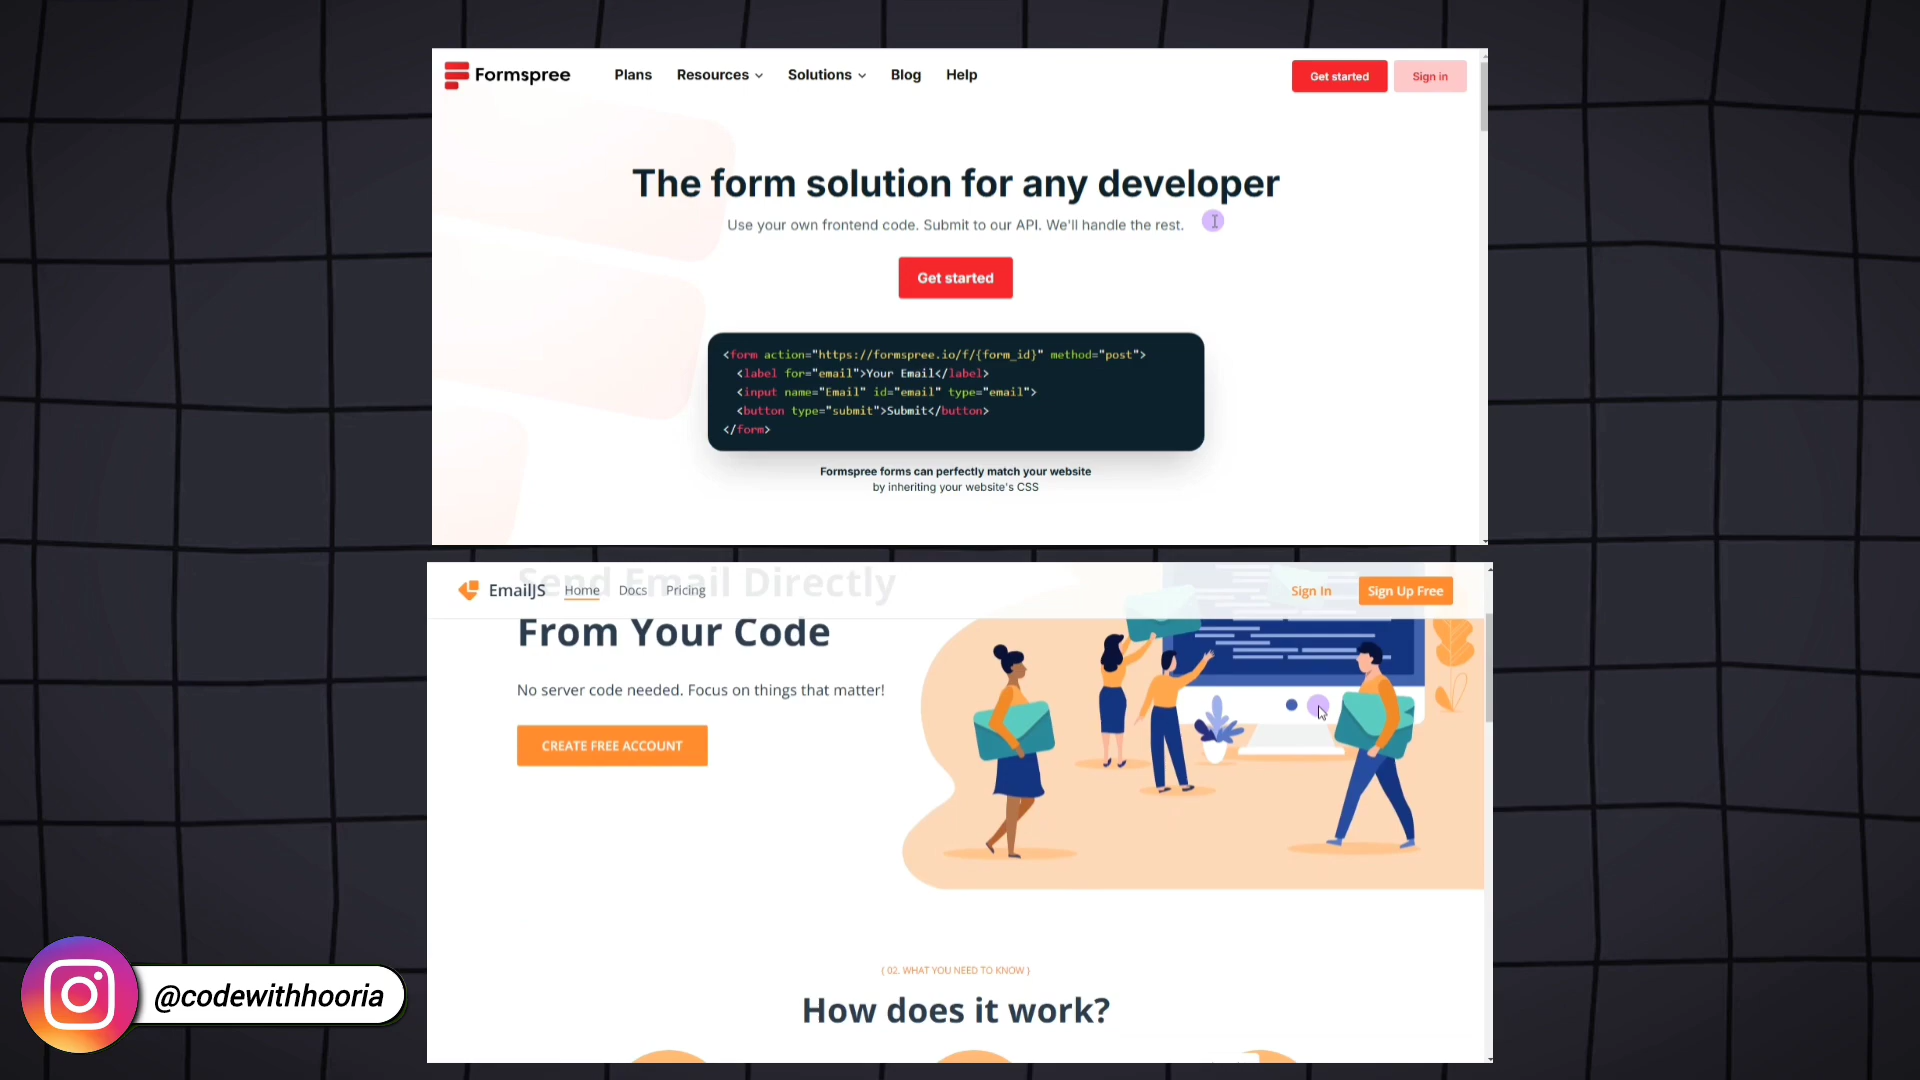 Formspree
Plans
Resources
Solutions
Blog
Help
Get started
Sign in
The form solution for any developer
Use your own frontend code. Submit to our API. We'll handle the rest.
Get started
<form action="https://formspree.io/f/{form_id}" method="post">
<label for="email">Your Email</label>
<input name="Email" id="email" type="email">
<button type="submit">Submit</button>
</form>
Formspree forms can perfectly match your website
by inheriting your website's CSS
Send Email Directly
EmailJS
Home
Docs
Pricing
Sign In
Sign Up Free
From Your Code
No server code needed. Focus on things that matter!
CREATE FREE ACCOUNT
( 02. WHAT YOU NEED TO KNOW )
How does it work?
@codewithhooria